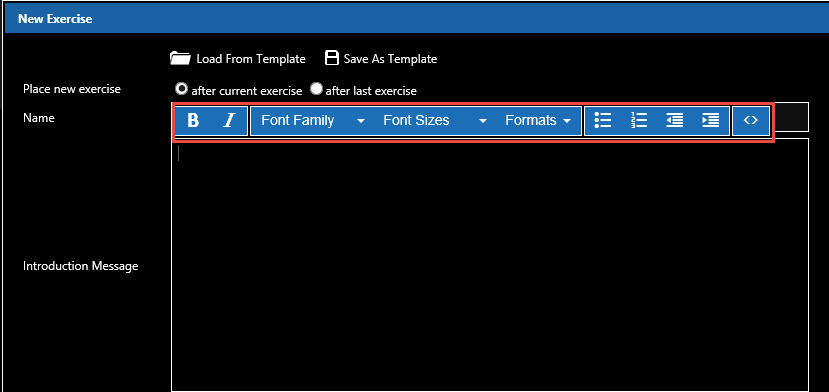 New Exercise
Load From Template Save As Template
Place new exercise after current exercise after last exercise
Name
B I Font Family Font Sizes Formats <>
Introduction Message